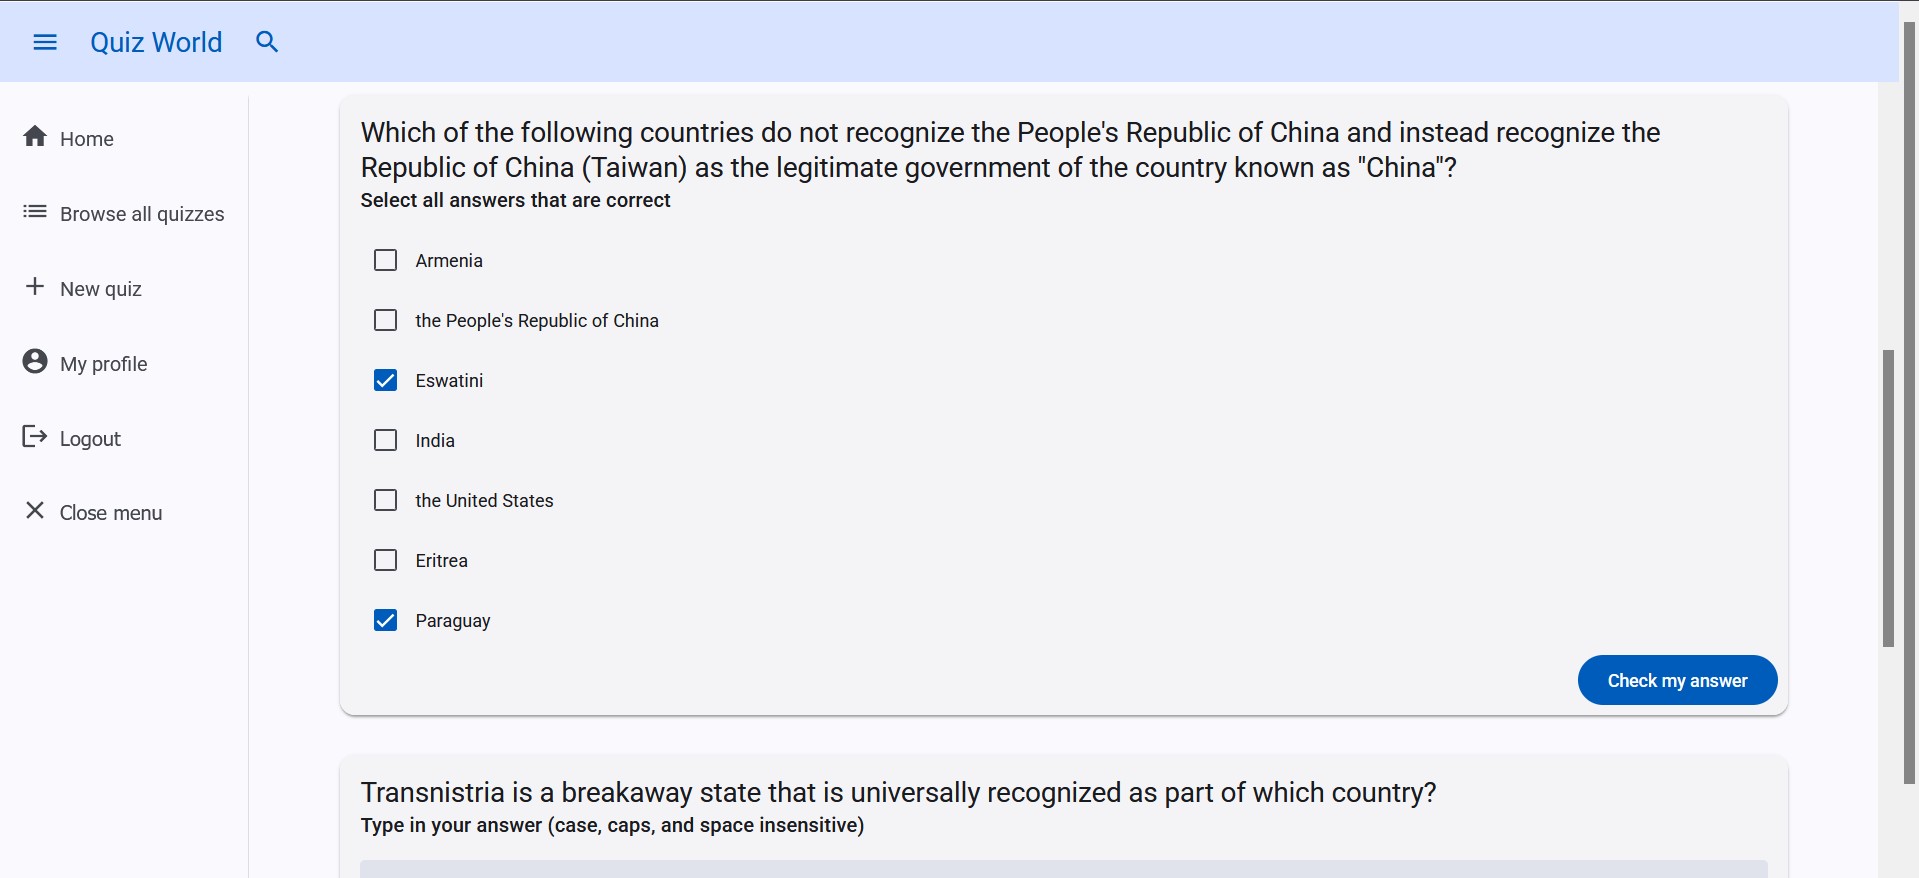 Quiz World
Home
Browse all quizzes
New quiz
My profile
Logout
Close menu
Which of the following countries do not recognize the People's Republic of China and instead recognize the
Republic of China (Taiwan) as the legitimate government of the country known as "China"?
Select all answers that are correct
Armenia
the People's Republic of China
Eswatini
India
the United States
Eritrea
Paraguay
Check my answer
Transnistria is a breakaway state that is universally recognized as part of which country?
Type in your answer (case, caps, and space insensitive)